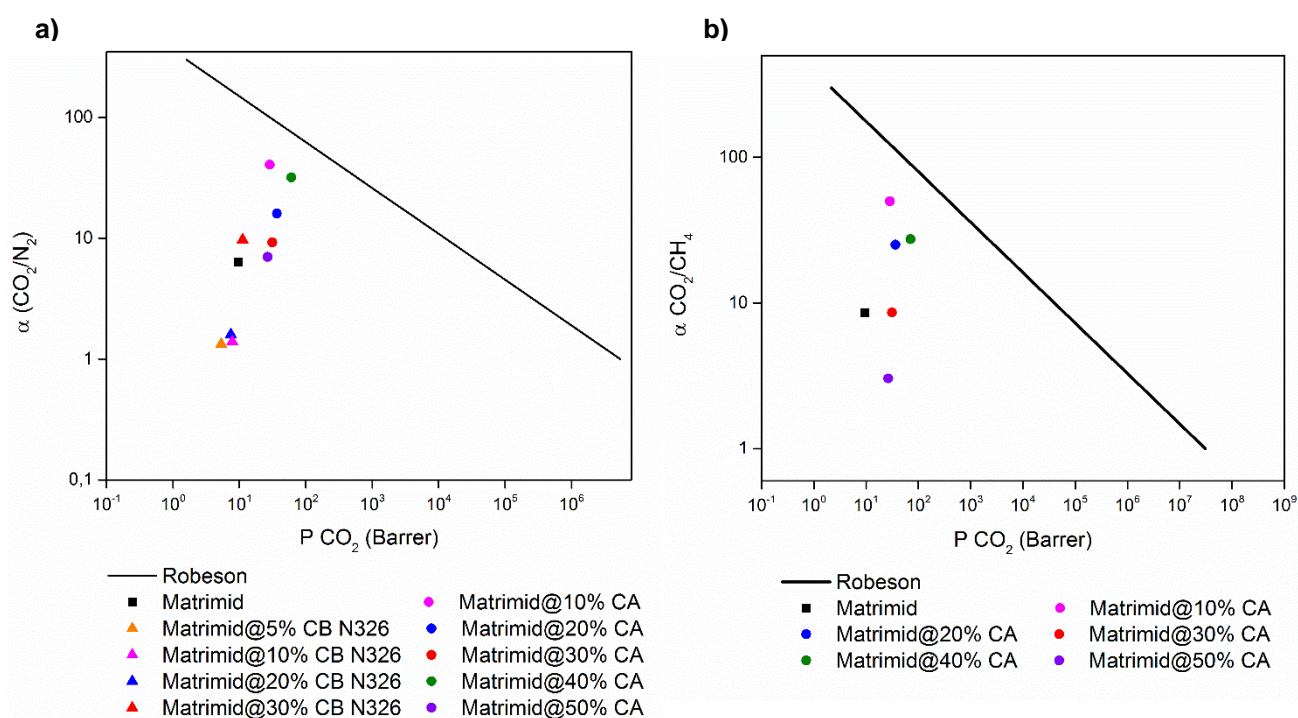 a)
100
10
1
0,1
10⁻¹ 10⁰ 10¹ 10² 10³ 10⁴ 10⁵ 10⁶
α (CO₂/N₂)
P CO₂ (Barrer)
Robeson
Matrimid
Matrimid@5% CB N326
Matrimid@10% CB N326
Matrimid@20% CB N326
Matrimid@30% CB N326
Matrimid@10% CA
Matrimid@20% CA
Matrimid@30% CA
Matrimid@40% CA
Matrimid@50% CA
b)
100
10
1
10⁻¹ 10⁰ 10¹ 10² 10³ 10⁴ 10⁵ 10⁶ 10⁷ 10⁸ 10⁹
α CO₂/CH₄
P CO₂ (Barrer)
Robeson
Matrimid
Matrimid@20% CA
Matrimid@40% CA
Matrimid@10% CA
Matrimid@30% CA
Matrimid@50% CA